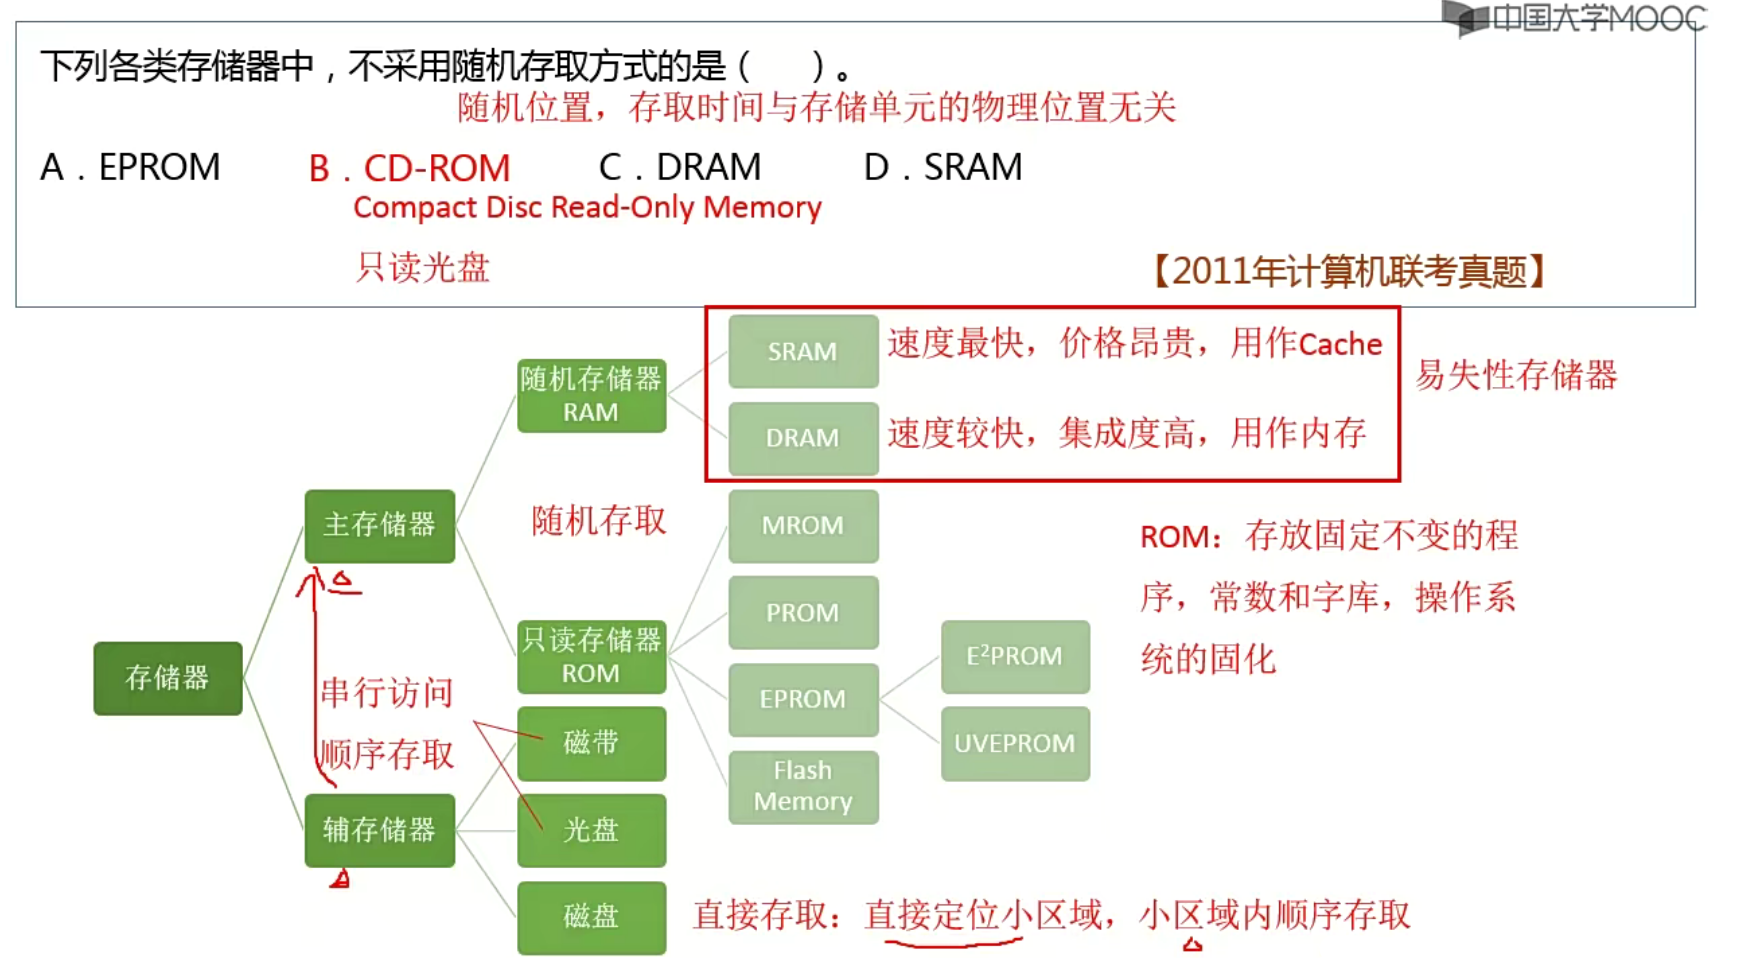 中国大学MOOC
下列各类存储器中，不采用随机存取方式的是（　　）。
随机位置，存取时间与存储单元的物理位置无关
A．EPROM B．CD-ROM C．DRAM D．SRAM
Compact Disc Read-Only Memory
只读光盘
【2011年计算机联考真题】
SRAM 速度最快，价格昂贵，用作Cache
易失性存储器
随机存储器
RAM
DRAM 速度较快，集成度高，用作内存
主存储器
随机存取
MROM
ROM：存放固定不变的程
序，常数和字库，操作系
统的固化
PROM
只读存储器
ROM
E²PROM
存储器
串行访问
顺序存取
EPROM
磁带
UVEPROM
Flash
Memory
辅存储器
光盘
磁盘
直接存取：直接定位小区域，小区域内顺序存取